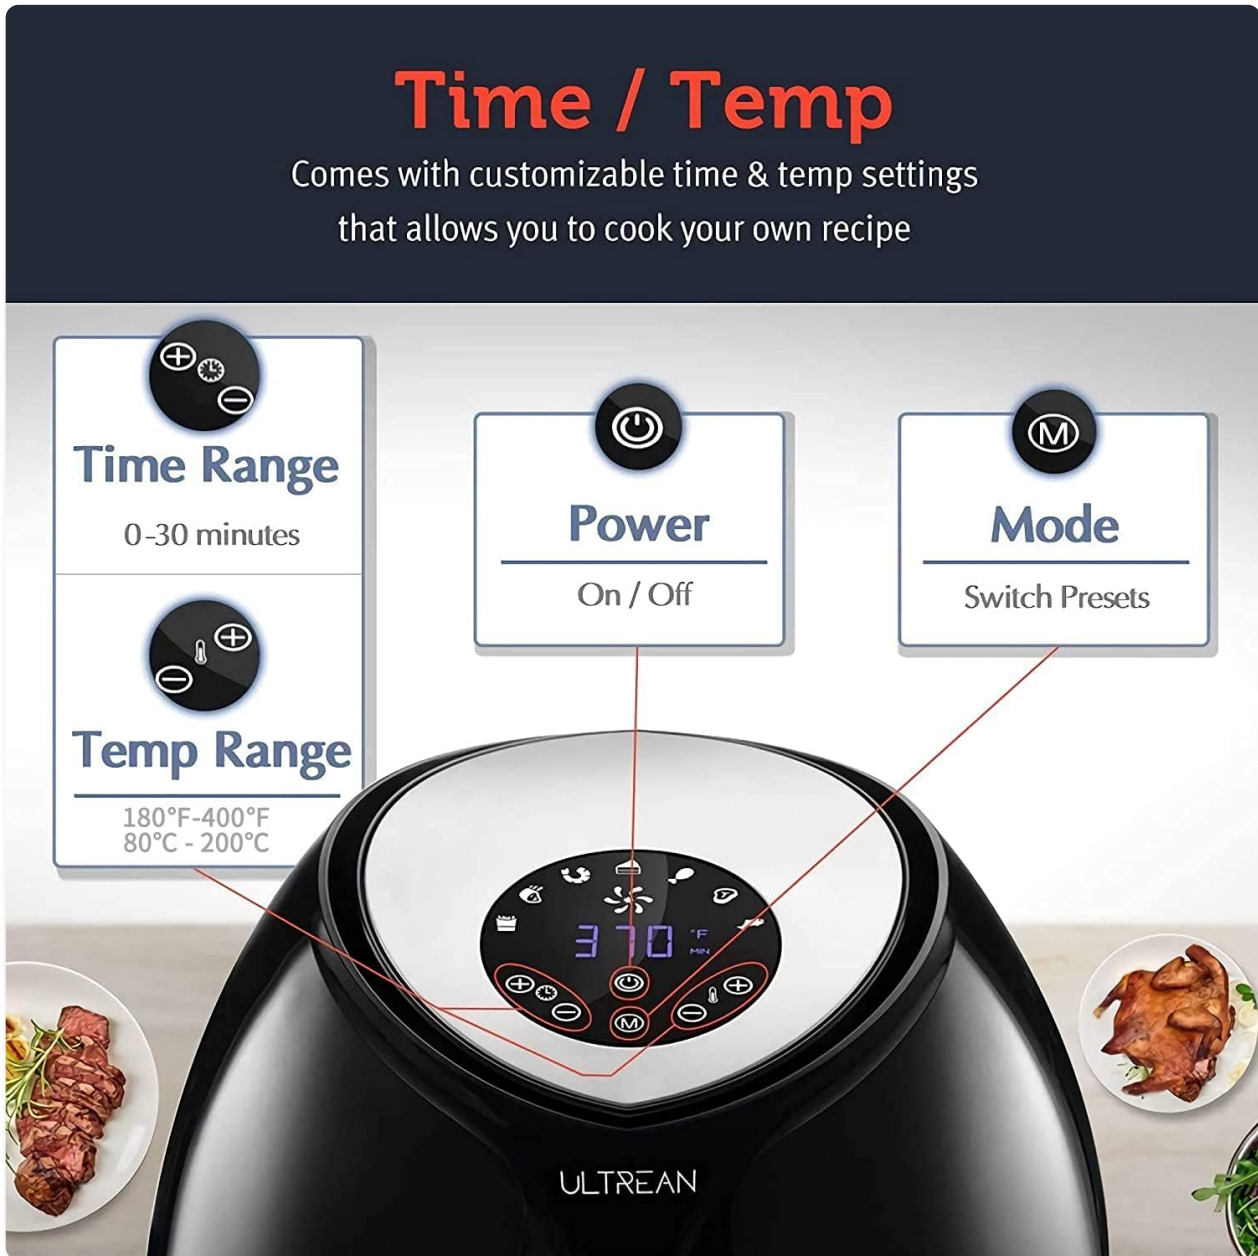 Time / Temp
Comes with customizable time & temp settings
that allows you to cook your own recipe
Time Range
0-30 minutes
Temp Range
180°F-400°F
80°C - 200°C
Power
On / Off
M
Mode
Switch Presets
370 °F
MIN
M
ULTREAN